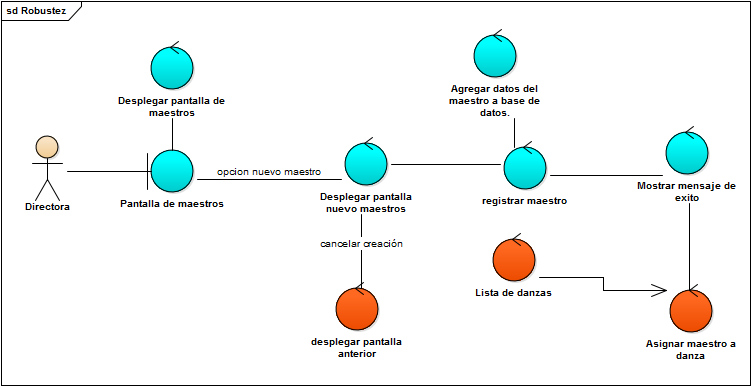 sd Robustez
Desplegar pantalla de
maestros
Agregar datos del
maestro a base de
datos.
Directora
Pantalla de maestros
opcion nuevo maestro
Desplegar pantalla
nuevo maestros
registrar maestro
Mostrar mensaje de
exito
cancelar creación
desplegar pantalla
anterior
Lista de danzas
Asignar maestro a
danza